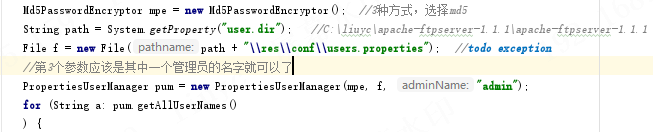 Md5PasswordEncryptor mpe = new Md5PasswordEncryptor();  //3种方式，选择md5
String path = System.getProperty("user.dir");  //C:\liuyc\apache-ftpserver-1.1.1\apache-ftpserver-1.1.1
File f = new File( pathname: path + "\\res\\conf\\users.properties");  //todo exception
//第3个参数应该是其中一个管理员的名字就可以了
PropertiesUserManager pum = new PropertiesUserManager(mpe, f, adminName: "admin");
for (String a: pum.getAllUserNames()
) {